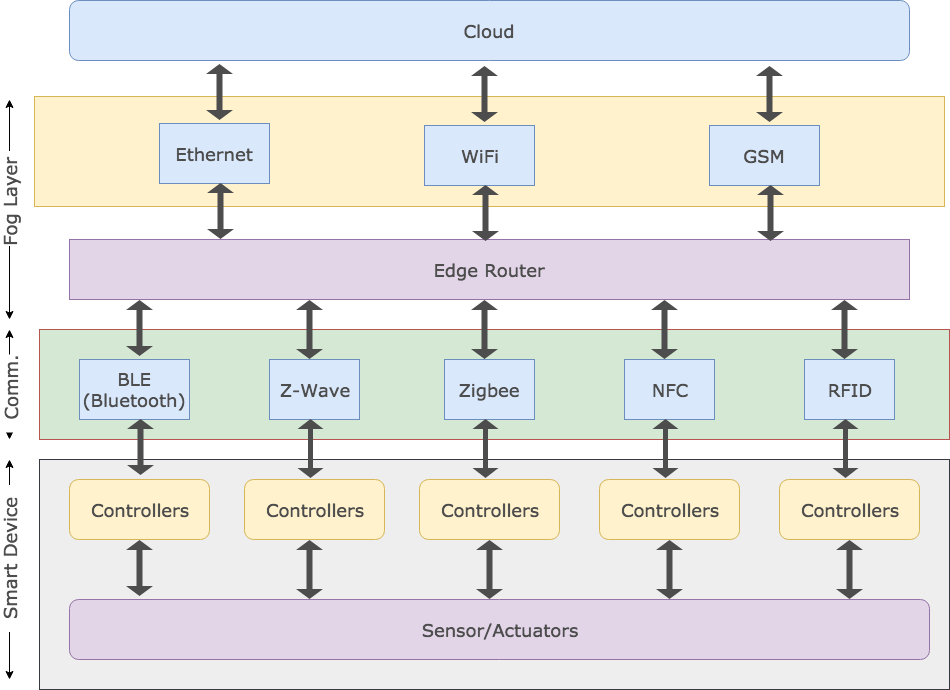 Cloud
Fog Layer
Ethernet
WiFi
GSM
Edge Router
Comm.
BLE
(Bluetooth)
Z-Wave
Zigbee
NFC
RFID
Smart Device
Controllers
Controllers
Controllers
Controllers
Controllers
Sensor/Actuators